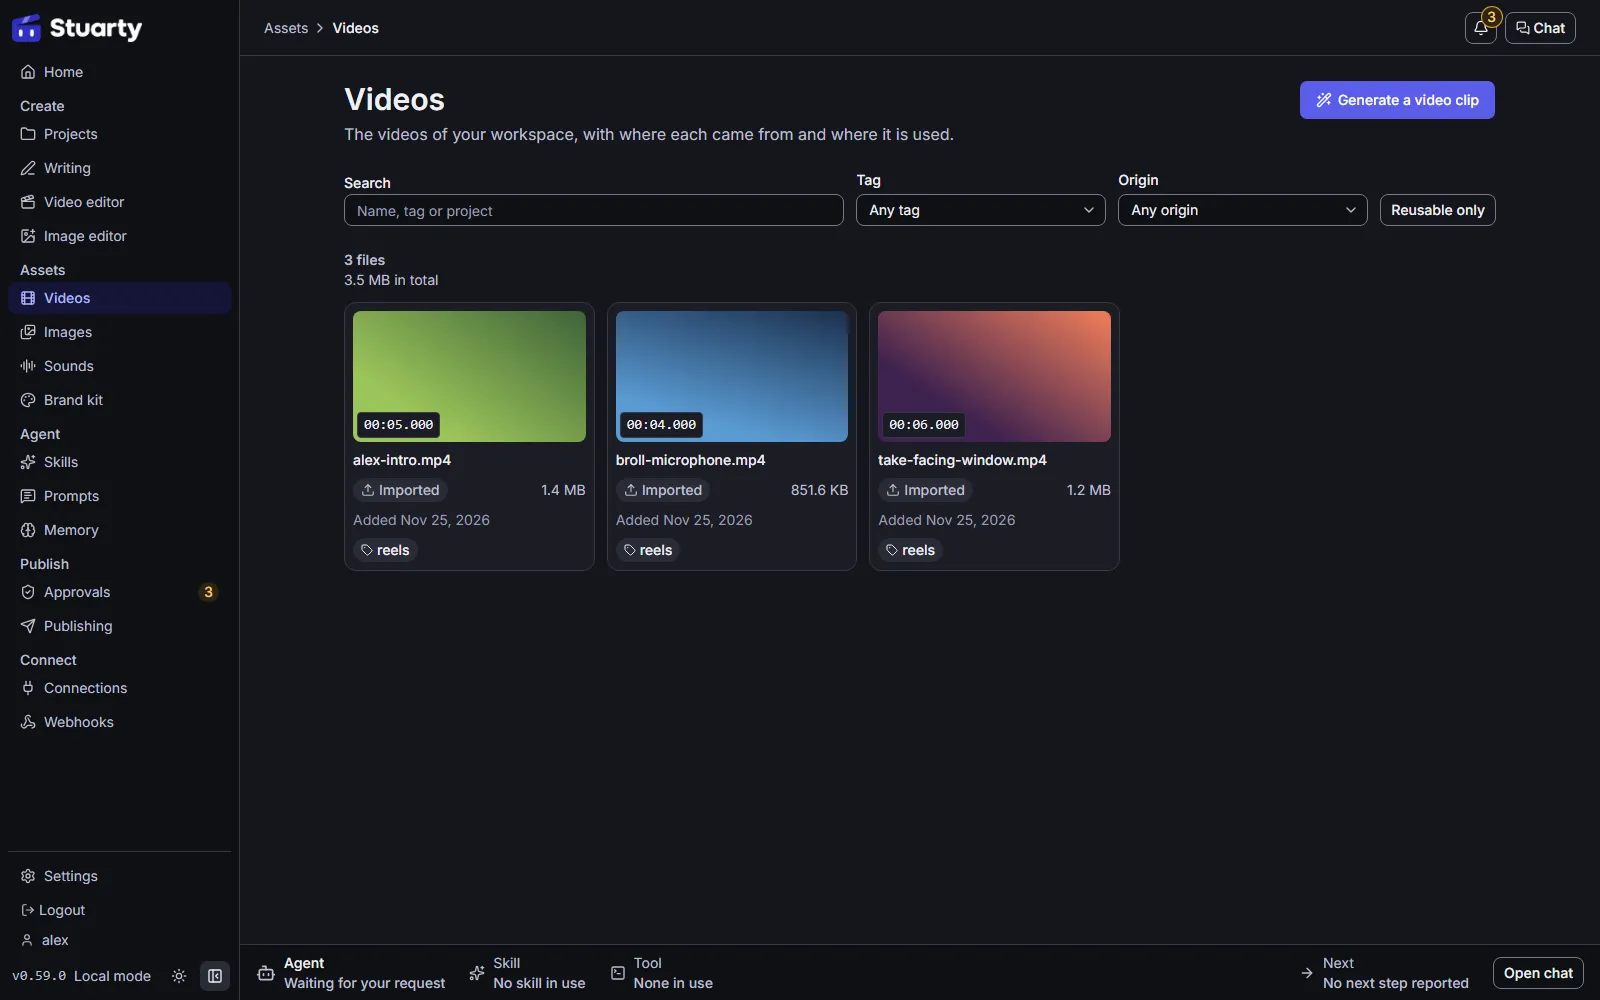 Stuarty
Home
Create
Projects
Writing
Video editor
Image editor
Assets
Videos
Images
Sounds
Brand kit
Agent
Skills
Prompts
Memory
Publish
Approvals 3
Publishing
Connect
Connections
Webhooks
Settings
Logout
alex
v0.59.0 Local mode
Assets > Videos
3
Chat
Videos
Generate a video clip
The videos of your workspace, with where each came from and where it is used.
Search
Name, tag or project
Tag
Any tag
Origin
Any origin
Reusable only
3 files
3.5 MB in total
00:05.000
alex-intro.mp4
Imported 1.4 MB
Added Nov 25, 2026
reels
00:04.000
broll-microphone.mp4
Imported 851.6 KB
Added Nov 25, 2026
reels
00:06.000
take-facing-window.mp4
Imported 1.2 MB
Added Nov 25, 2026
reels
Agent
Waiting for your request
Skill
No skill in use
Tool
None in use
Next
No next step reported
Open chat